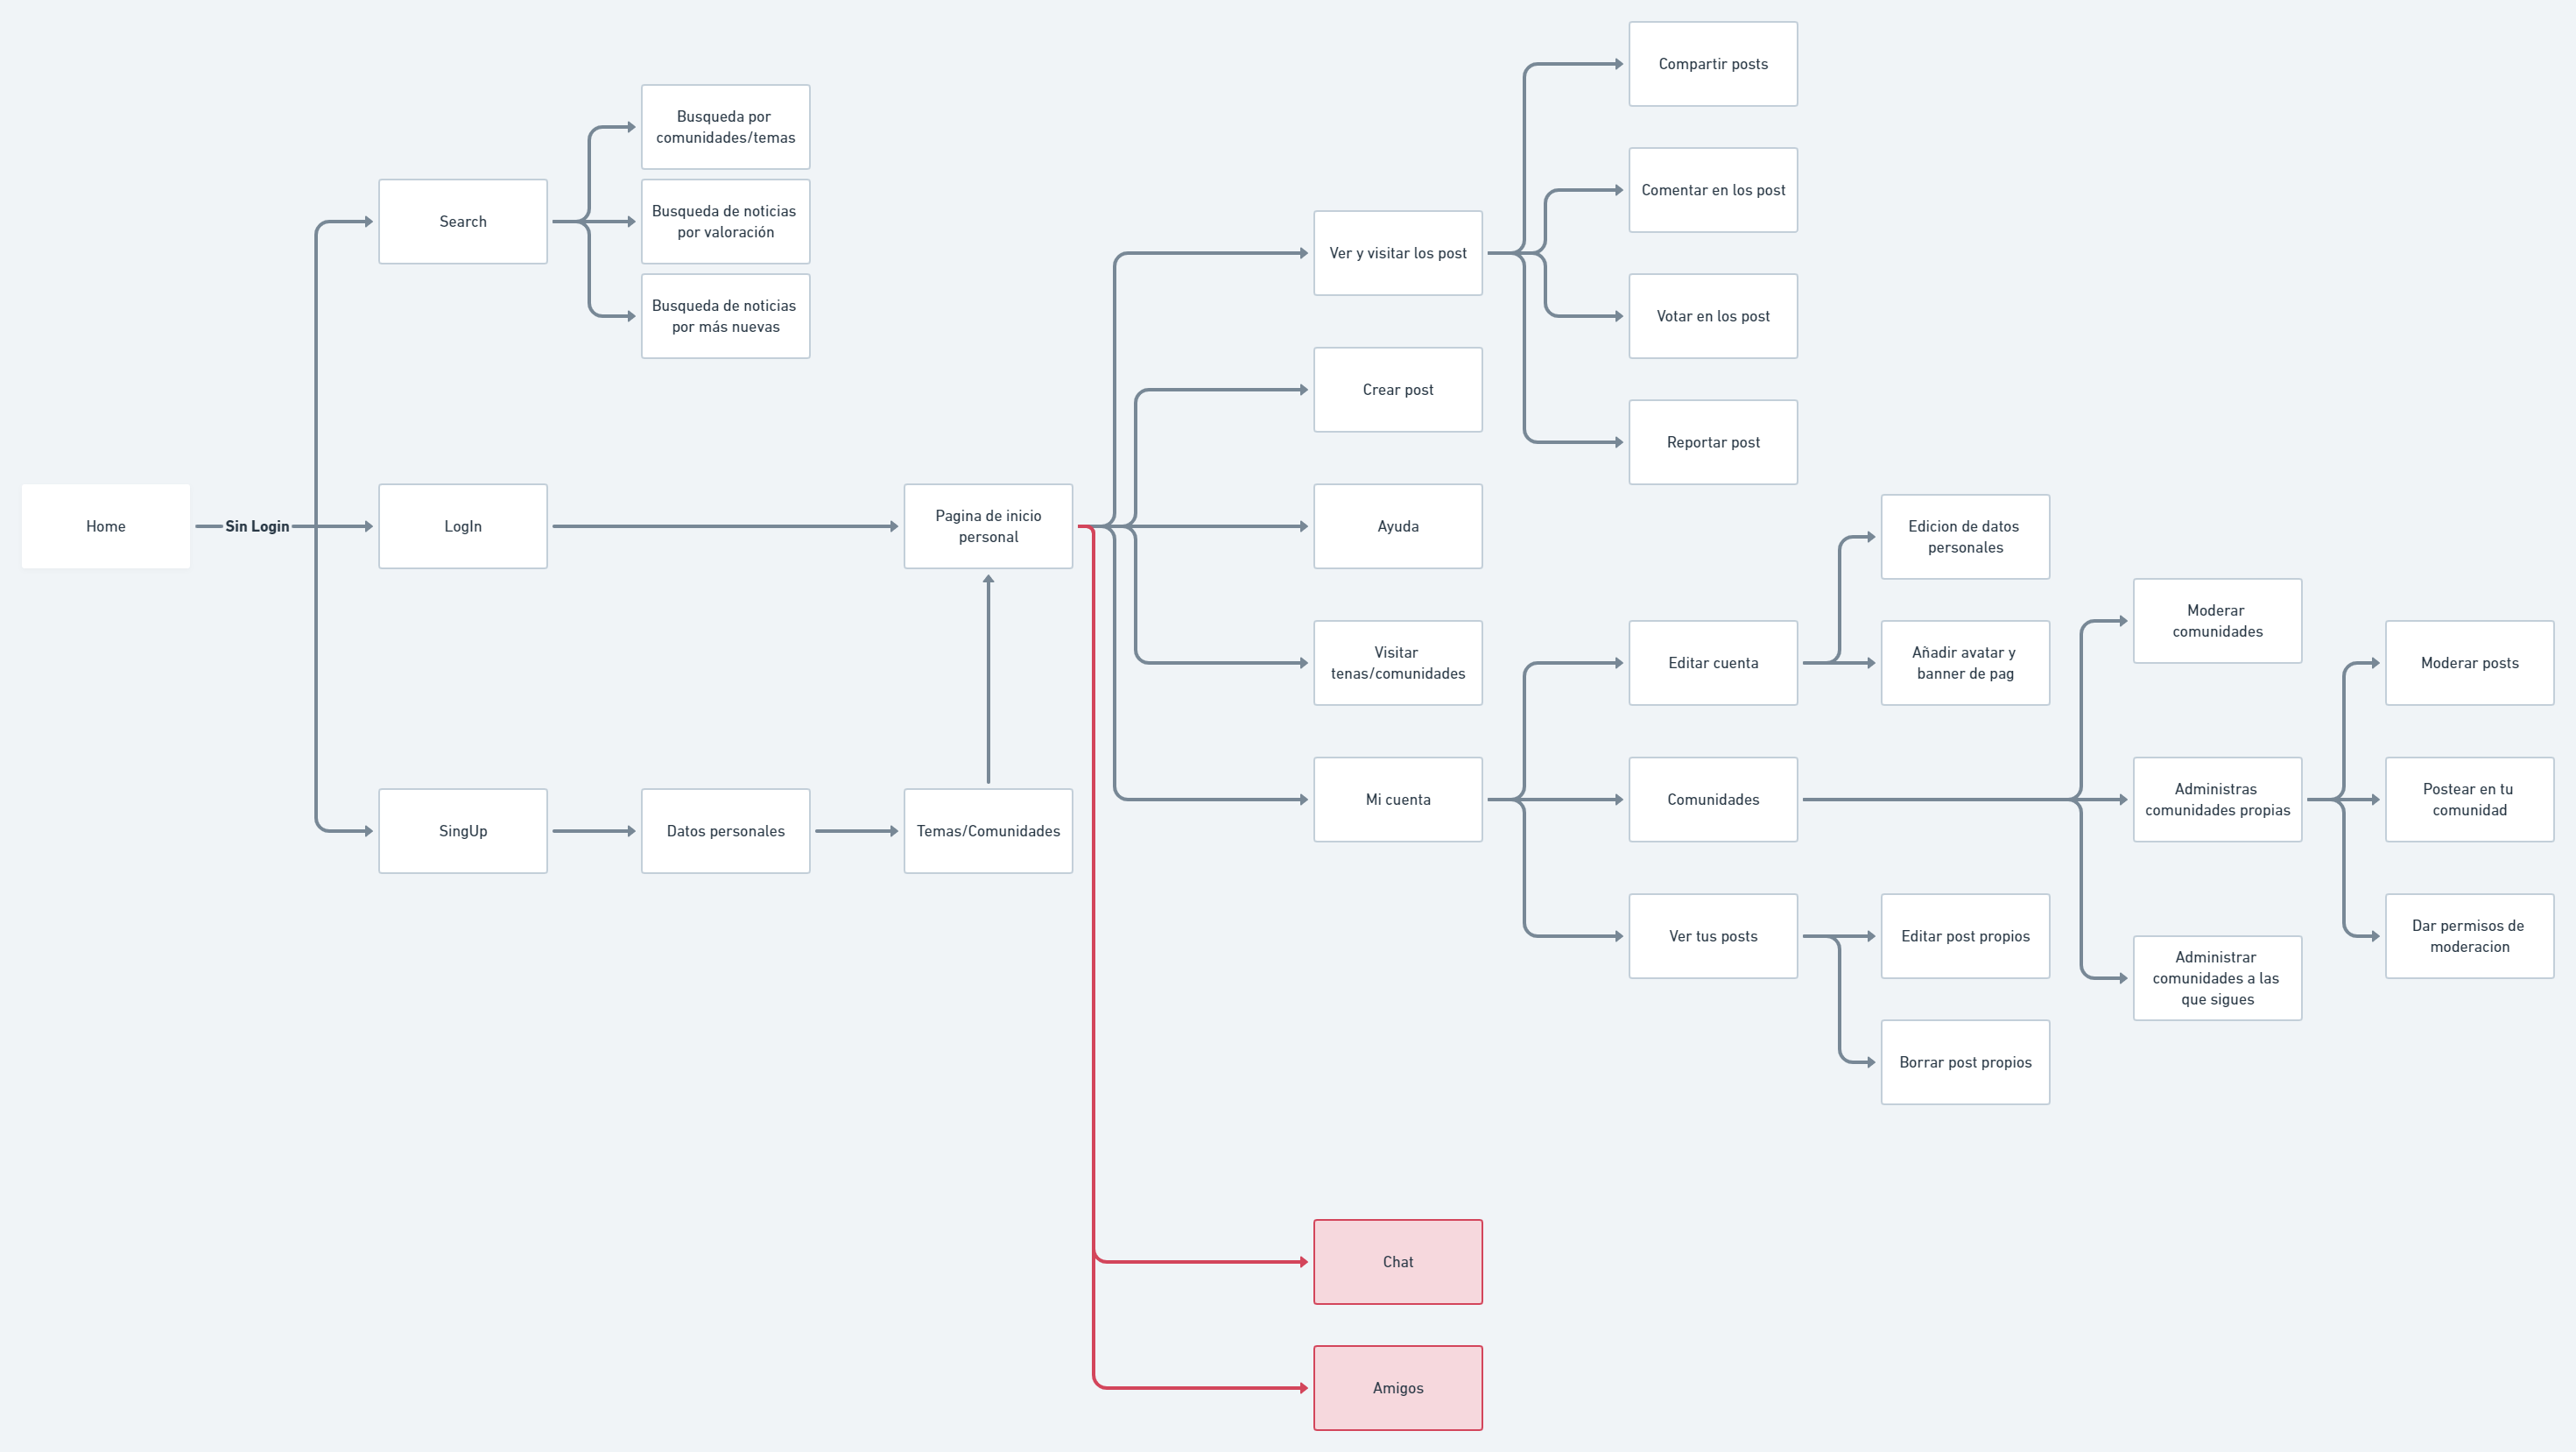 Home
Sin Login
Search
Busqueda por
comunidades/temas
Busqueda de noticias
por valoración
Busqueda de noticias
por más nuevas
LogIn
SingUp
Datos personales
Temas/Comunidades
Pagina de inicio
personal
Ver y visitar los post
Compartir posts
Comentar en los post
Votar en los post
Reportar post
Crear post
Ayuda
Visitar
tenas/comunidades
Mi cuenta
Editar cuenta
Edicion de datos
personales
Añadir avatar y
banner de pag
Comunidades
Moderar
comunidades
Administras
comunidades propias
Moderar posts
Postear en tu
comunidad
Dar permisos de
moderacion
Administrar
comunidades a las
que sigues
Ver tus posts
Editar post propios
Borrar post propios
Chat
Amigos